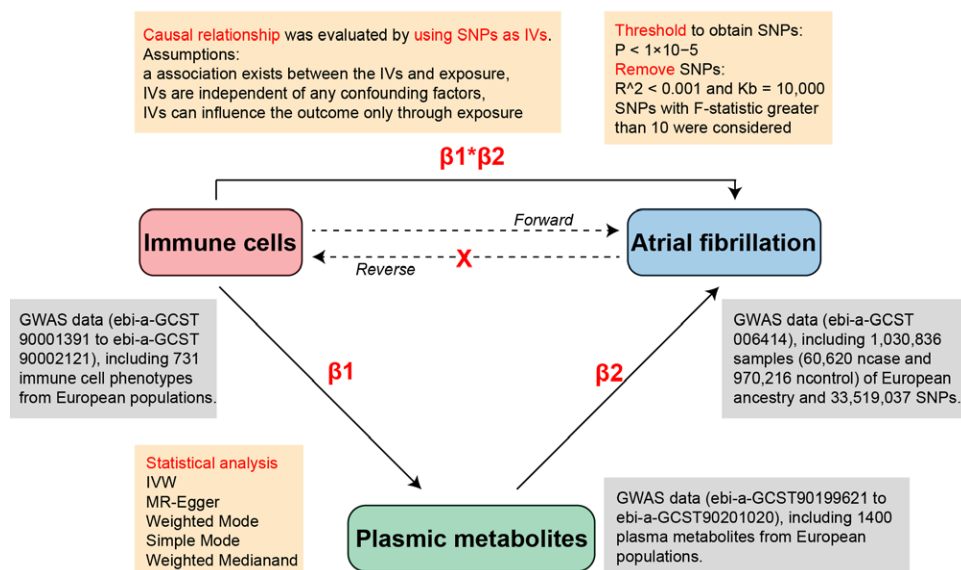 Causal relationship was evaluated by using SNPs as IVs.
Assumptions:
a association exists between the IVs and exposure,
IVs are independent of any confounding factors,
IVs can influence the outcome only through exposure
Threshold to obtain SNPs:
P < 1×10−5
Remove SNPs:
R^2 < 0.001 and Kb = 10,000
SNPs with F-statistic greater
than 10 were considered
β1*β2
Immune cells
Forward
Reverse
X
Atrial fibrillation
GWAS data (ebi-a-GCST
90001391 to ebi-a-GCST
90002121), including 731
immune cell phenotypes
from European populations.
β1
β2
GWAS data (ebi-a-GCST
006414), including 1,030,836
samples (60,620 ncase and
970,216 ncontrol) of European
ancestry and 33,519,037 SNPs.
Statistical analysis
IVW
MR-Egger
Weighted Mode
Simple Mode
Weighted Medianand
Plasmic metabolites
GWAS data (ebi-a-GCST90199621 to
ebi-a-GCST90201020), including 1400
plasma metabolites from European
populations.